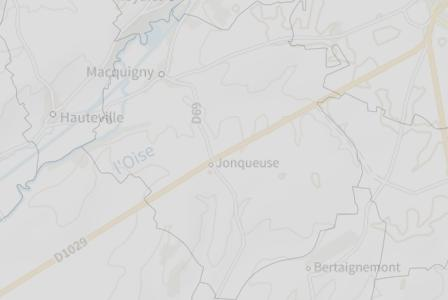 Macquigny
Hauteville
D69
l'Oise
Jonqueuse
D1029
Bertaignemont